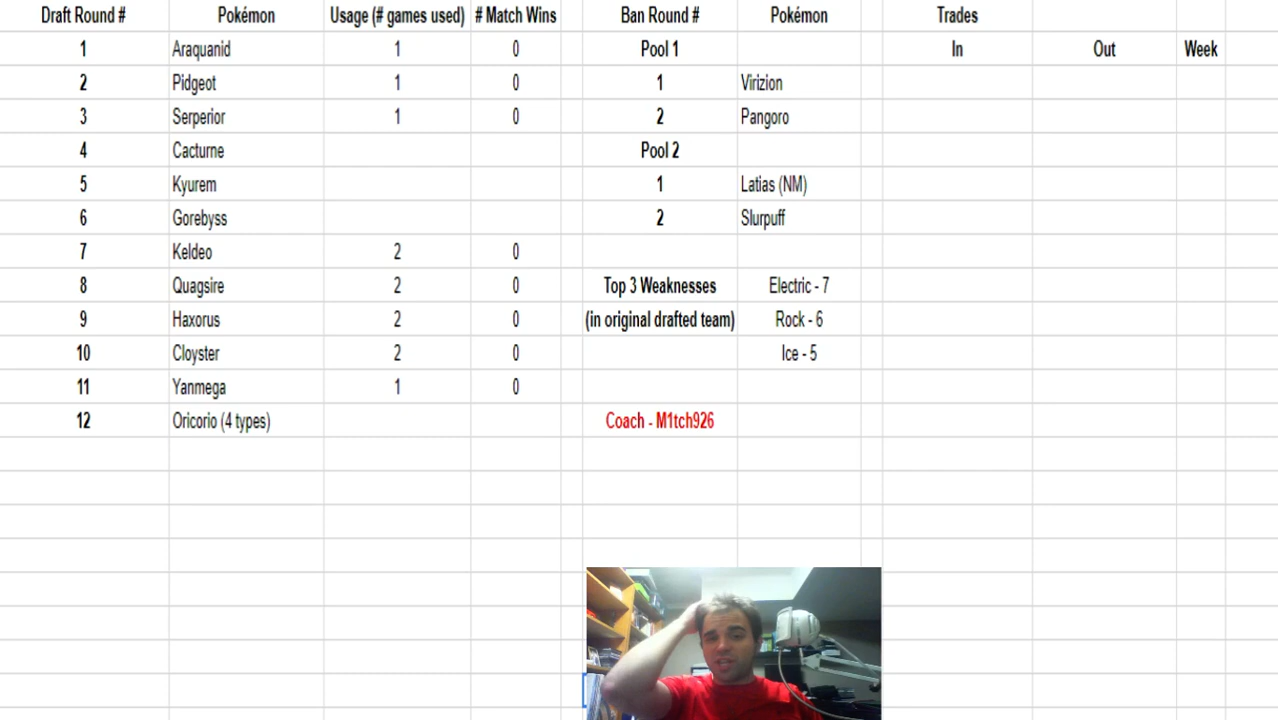 Draft Round # Pokémon Usage (# games used) # Match Wins Ban Round # Pokémon Trades
1 Araquanid 1 0 Pool 1 In Out Week
2 Pidgeot 1 0 1 Virizion
3 Serperior 1 0 2 Pangoro
4 Cacturne Pool 2
5 Kyurem 1 Latias (NM)
6 Gorebyss 2 Slurpuff
7 Keldeo 2 0
8 Quagsire 2 0 Top 3 Weaknesses Electric - 7
9 Haxorus 2 0 (in original drafted team) Rock - 6
10 Cloyster 2 0 Ice - 5
11 Yanmega 1 0
12 Oricorio (4 types) Coach - M1tch926